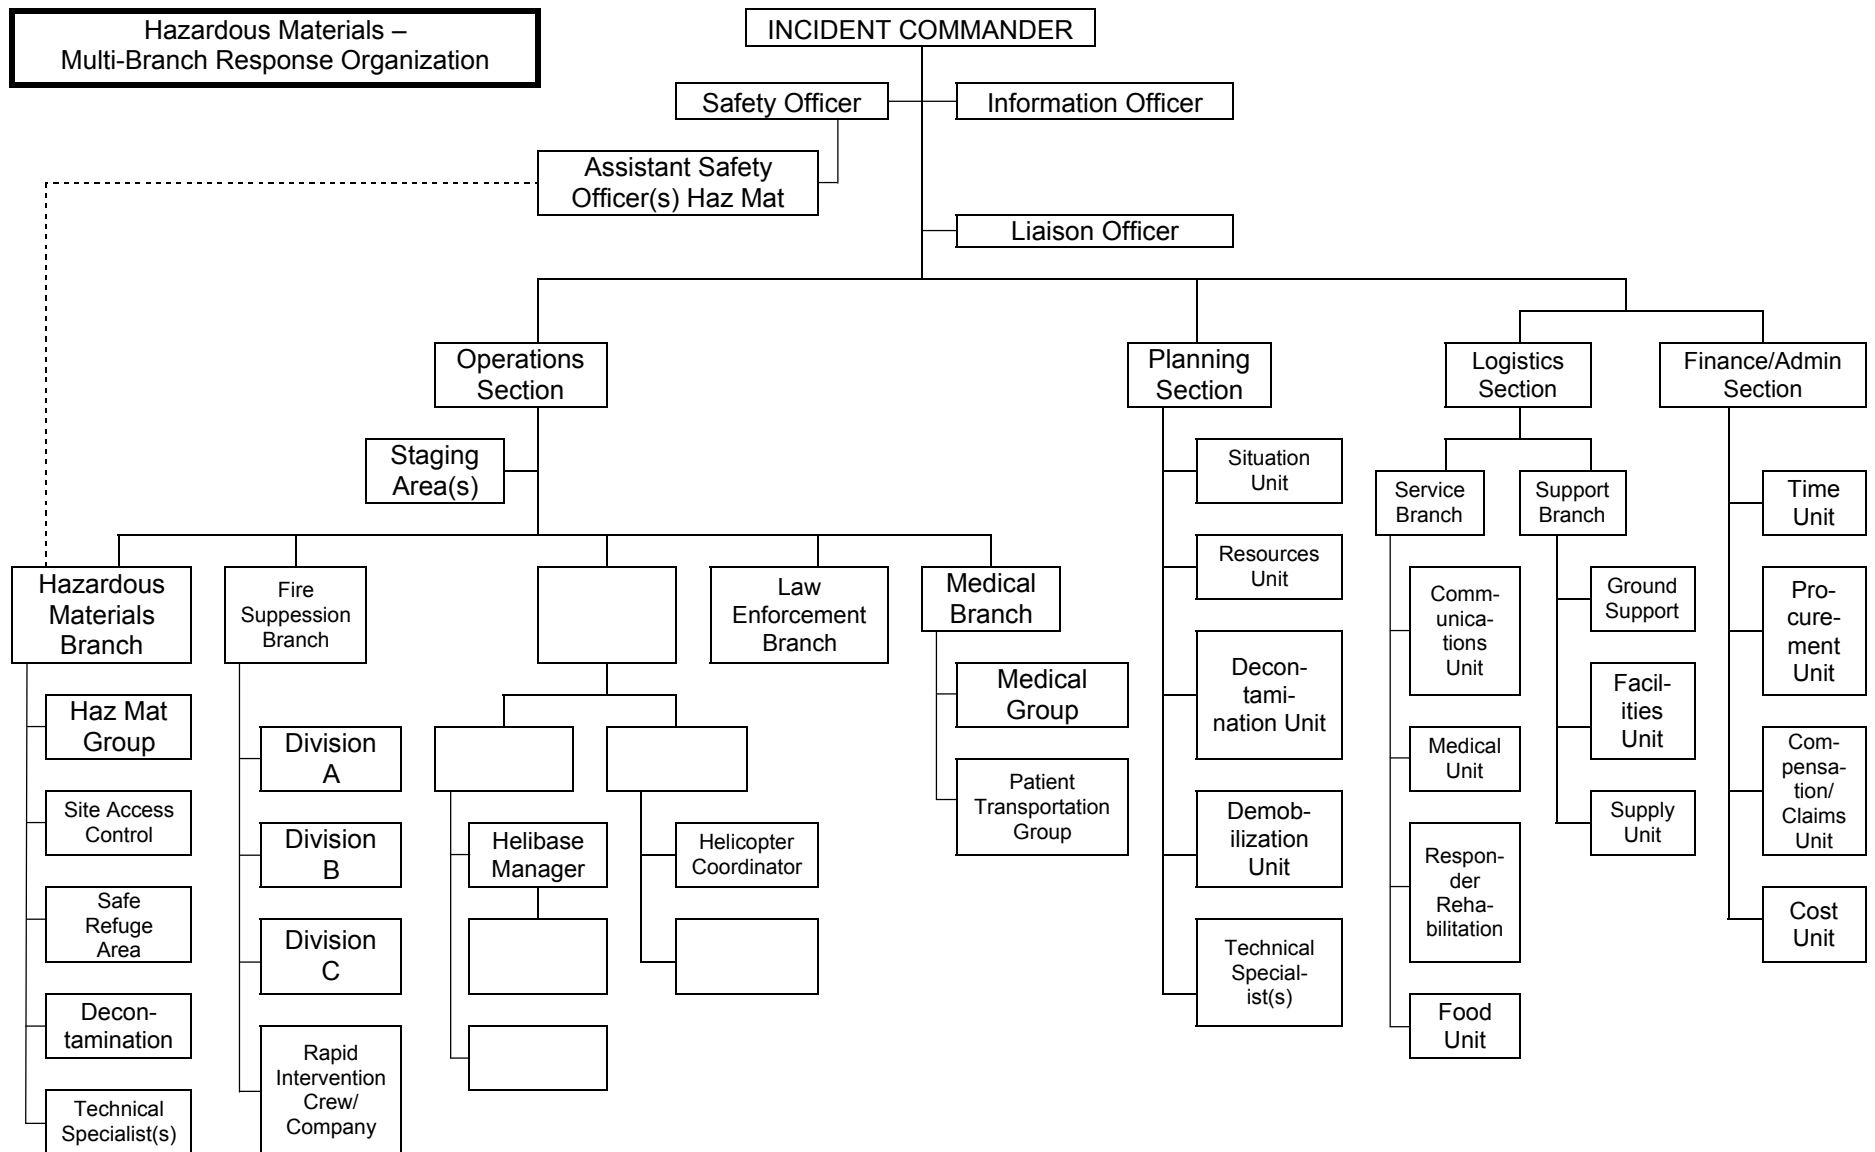 Hazardous Materials –
Multi-Branch Response Organization
INCIDENT COMMANDER
Safety Officer
Information Officer
Assistant Safety
Officer(s) Haz Mat
Liaison Officer
Operations
Section
Planning
Section
Logistics
Section
Finance/Admin
Section
Staging
Area(s)
Hazardous
Materials
Branch
Haz Mat
Group
Site Access
Control
Safe
Refuge
Area
Decon-
tamination
Technical
Specialist(s)
Fire
Suppession
Branch
Division
A
Division
B
Division
C
Rapid
Intervention
Crew/
Company
Helibase
Manager
Helicopter
Coordinator
Law
Enforcement
Branch
Medical
Branch
Medical
Group
Patient
Transportation
Group
Situation
Unit
Resources
Unit
Decon-
tami-
nation Unit
Demob-
ilization
Unit
Technical
Special-
ist(s)
Service
Branch
Comm-
unica-
tions
Unit
Medical
Unit
Respon-
der
Reha-
bilitation
Food
Unit
Support
Branch
Ground
Support
Facil-
ities
Unit
Supply
Unit
Time
Unit
Pro-
cure-
ment
Unit
Com-
pensa-
tion/
Claims
Unit
Cost
Unit